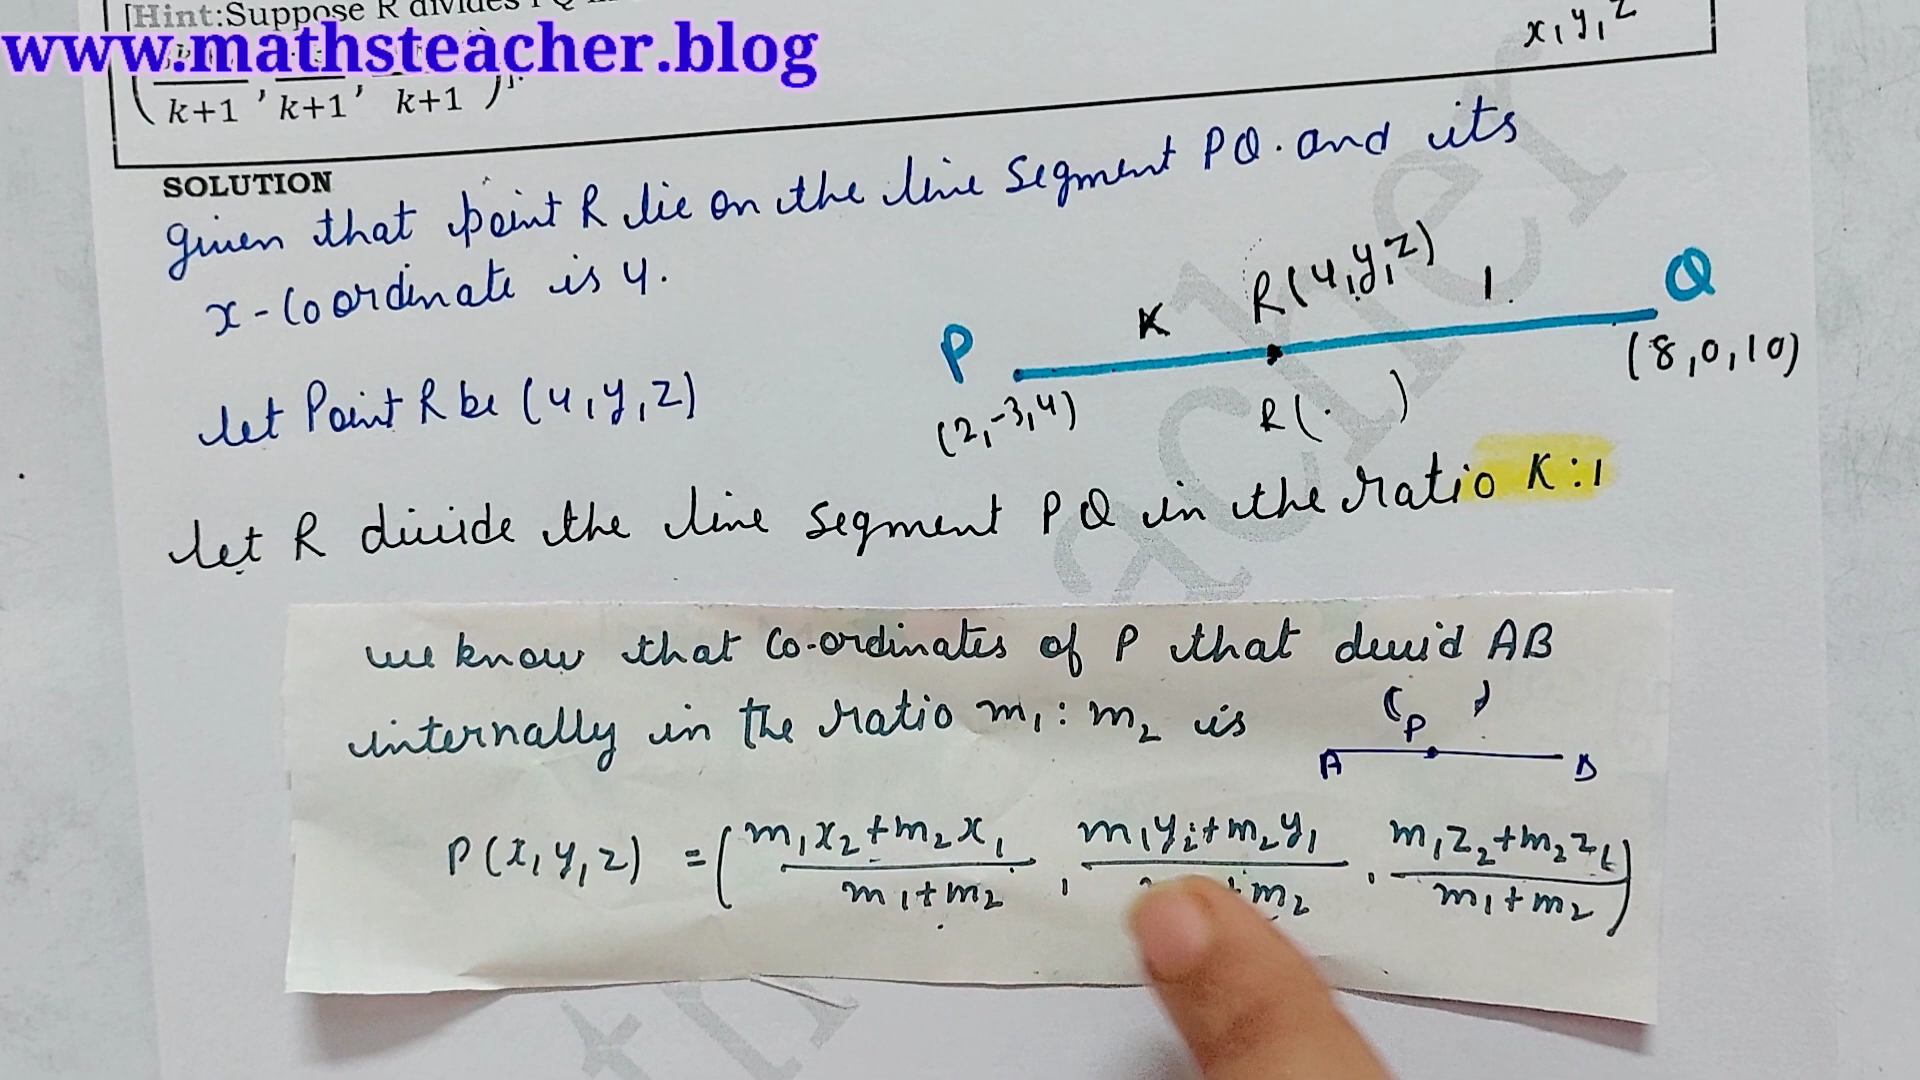 [Hint:Suppose R divides PQ
x,y,z
www.mathsteacher.blog
( k+1 , k+1 , k+1 )].
SOLUTION
given that point R lie on the line segment PQ. and its
x-coordinate is 4.
R(4,y,z)
K
1
P
Q
(2,-3,4)
(8,0,10)
R(. )
let Point R be (4,y,z)
let R divide the line segment PQ in the ratio K:1
we know that co-ordinates of P that devid AB
internally in the ratio m₁:m₂ is
( )
P
A B
P(x,y,z) = (m₁x₂+m₂x₁/m₁+m₂, m₁y₂+m₂y₁/+m₂, m₁z₂+m₂z₁/m₁+m₂)